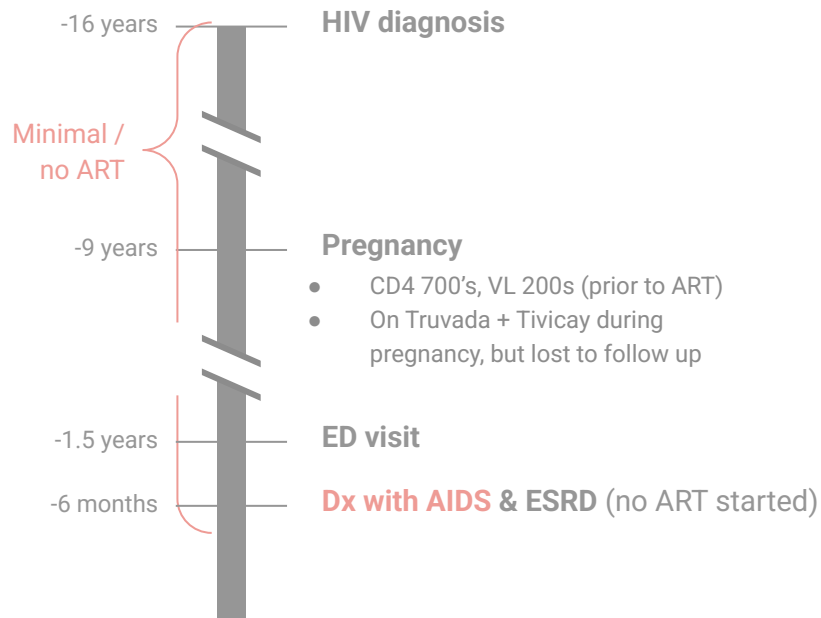 -16 years HIV diagnosis
Minimal /
no ART
-9 years Pregnancy
● CD4 700's, VL 200s (prior to ART)
● On Truvada + Tivicay during
pregnancy, but lost to follow up
-1.5 years ED visit
-6 months Dx with AIDS & ESRD (no ART started)